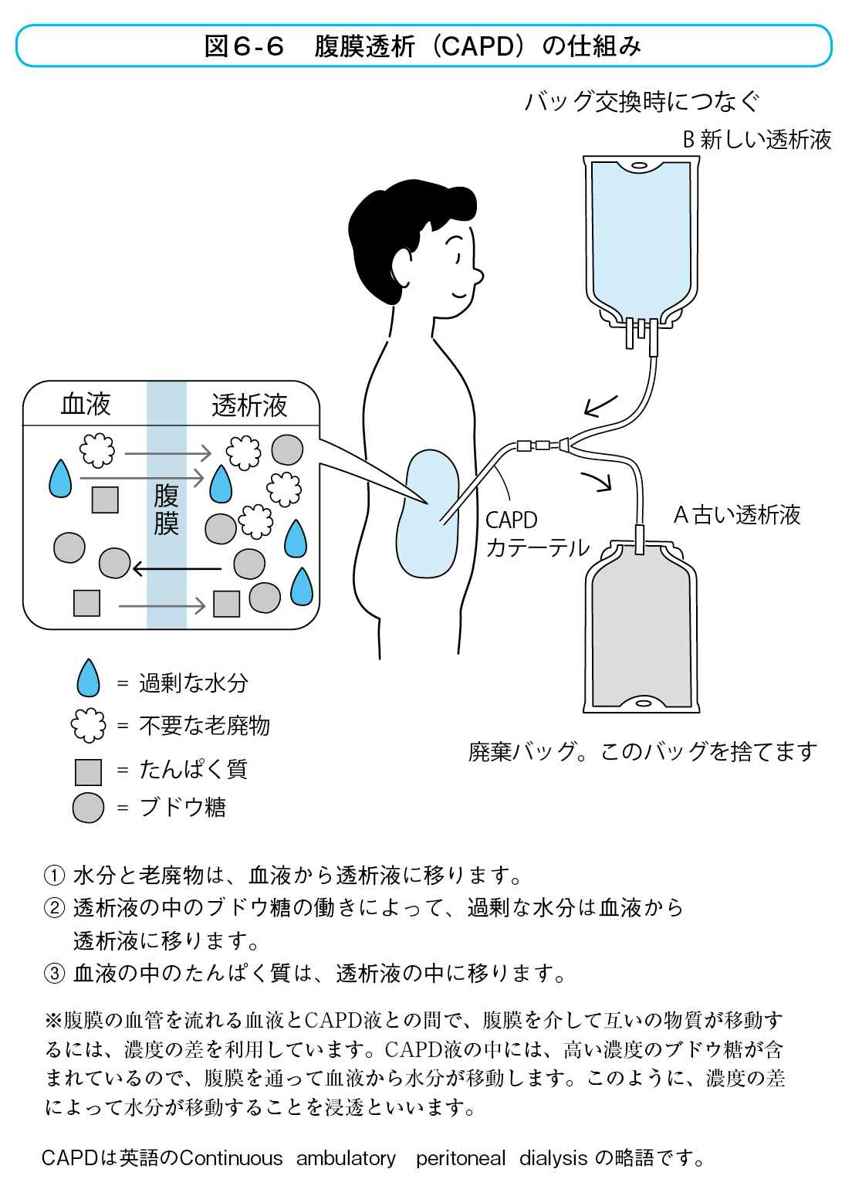 図6-6　腹膜透析（CAPD）の仕組み
バッグ交換時につなぐ
B 新しい透析液
血液
透析液
腹膜
CAPD
カテーテル
A 古い透析液
= 過剰な水分
= 不要な老廃物
= たんぱく質
= ブドウ糖
廃棄バッグ。このバッグを捨てます
① 水分と老廃物は、血液から透析液に移ります。
② 透析液の中のブドウ糖の働きによって、過剰な水分は血液から
透析液に移ります。
③ 血液の中のたんぱく質は、透析液の中に移ります。
※腹膜の血管を流れる血液とCAPD液との間で、腹膜を介して互いの物質が移動す
るには、濃度の差を利用しています。CAPD液の中には、高い濃度のブドウ糖が含
まれているので、腹膜を通って血液から水分が移動します。このように、濃度の差
によって水分が移動することを浸透といいます。
CAPDは英語のContinuous ambulatory peritoneal dialysis の略語です。